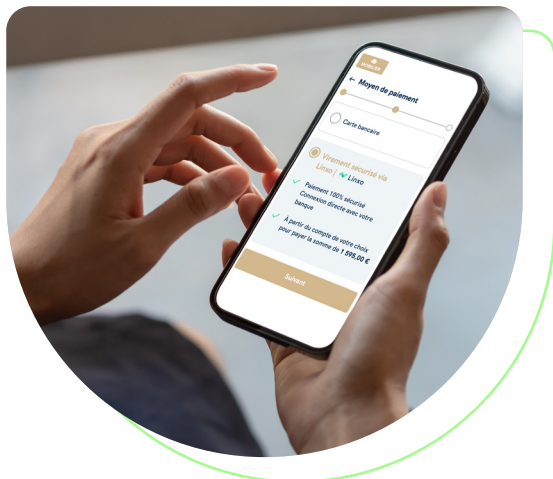 ← Moyen de paiement
Carte bancaire
Virement sécurisé via
Linxo | Linxo
Paiement 100% sécurisé
Connexion directe avec votre
banque
À partir du compte de votre choix
pour payer la somme de 1 595,00 €
Suivant